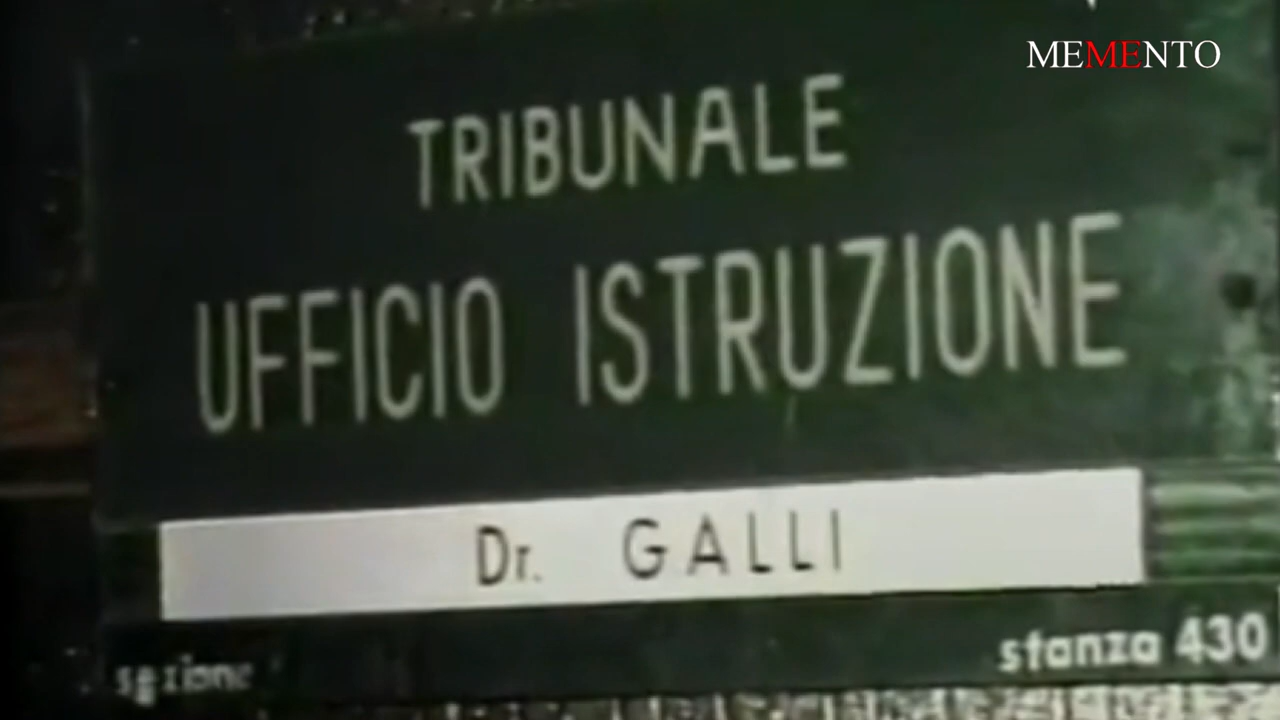 MEMENTO
TRIBUNALE
UFFICIO ISTRUZIONE
Dr. GALLI
sezione
stanza 430